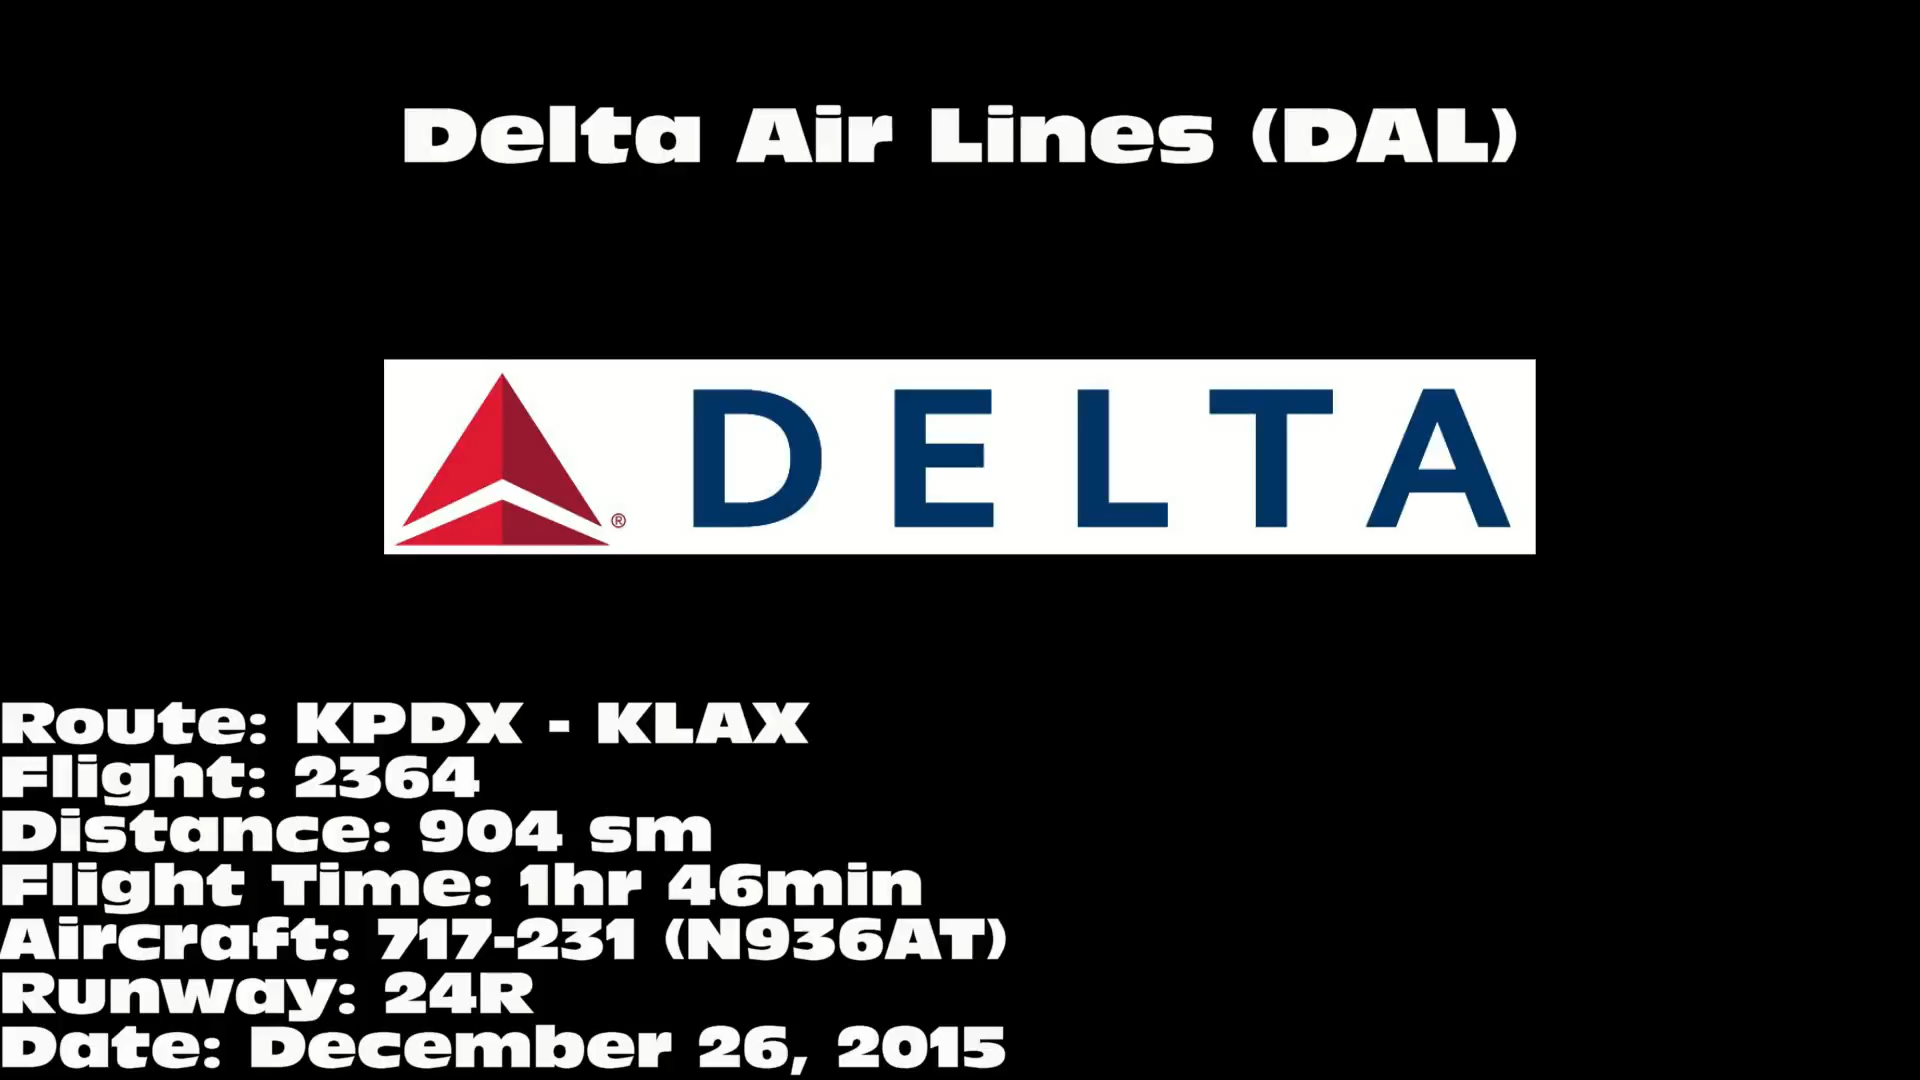 Delta Air Lines (DAL)
® DELTA
Route: KPDX - KLAX
Flight: 2364
Distance: 904 sm
Flight Time: 1hr 46min
Aircraft: 717-231 (N936AT)
Runway: 24R
Date: December 26, 2015